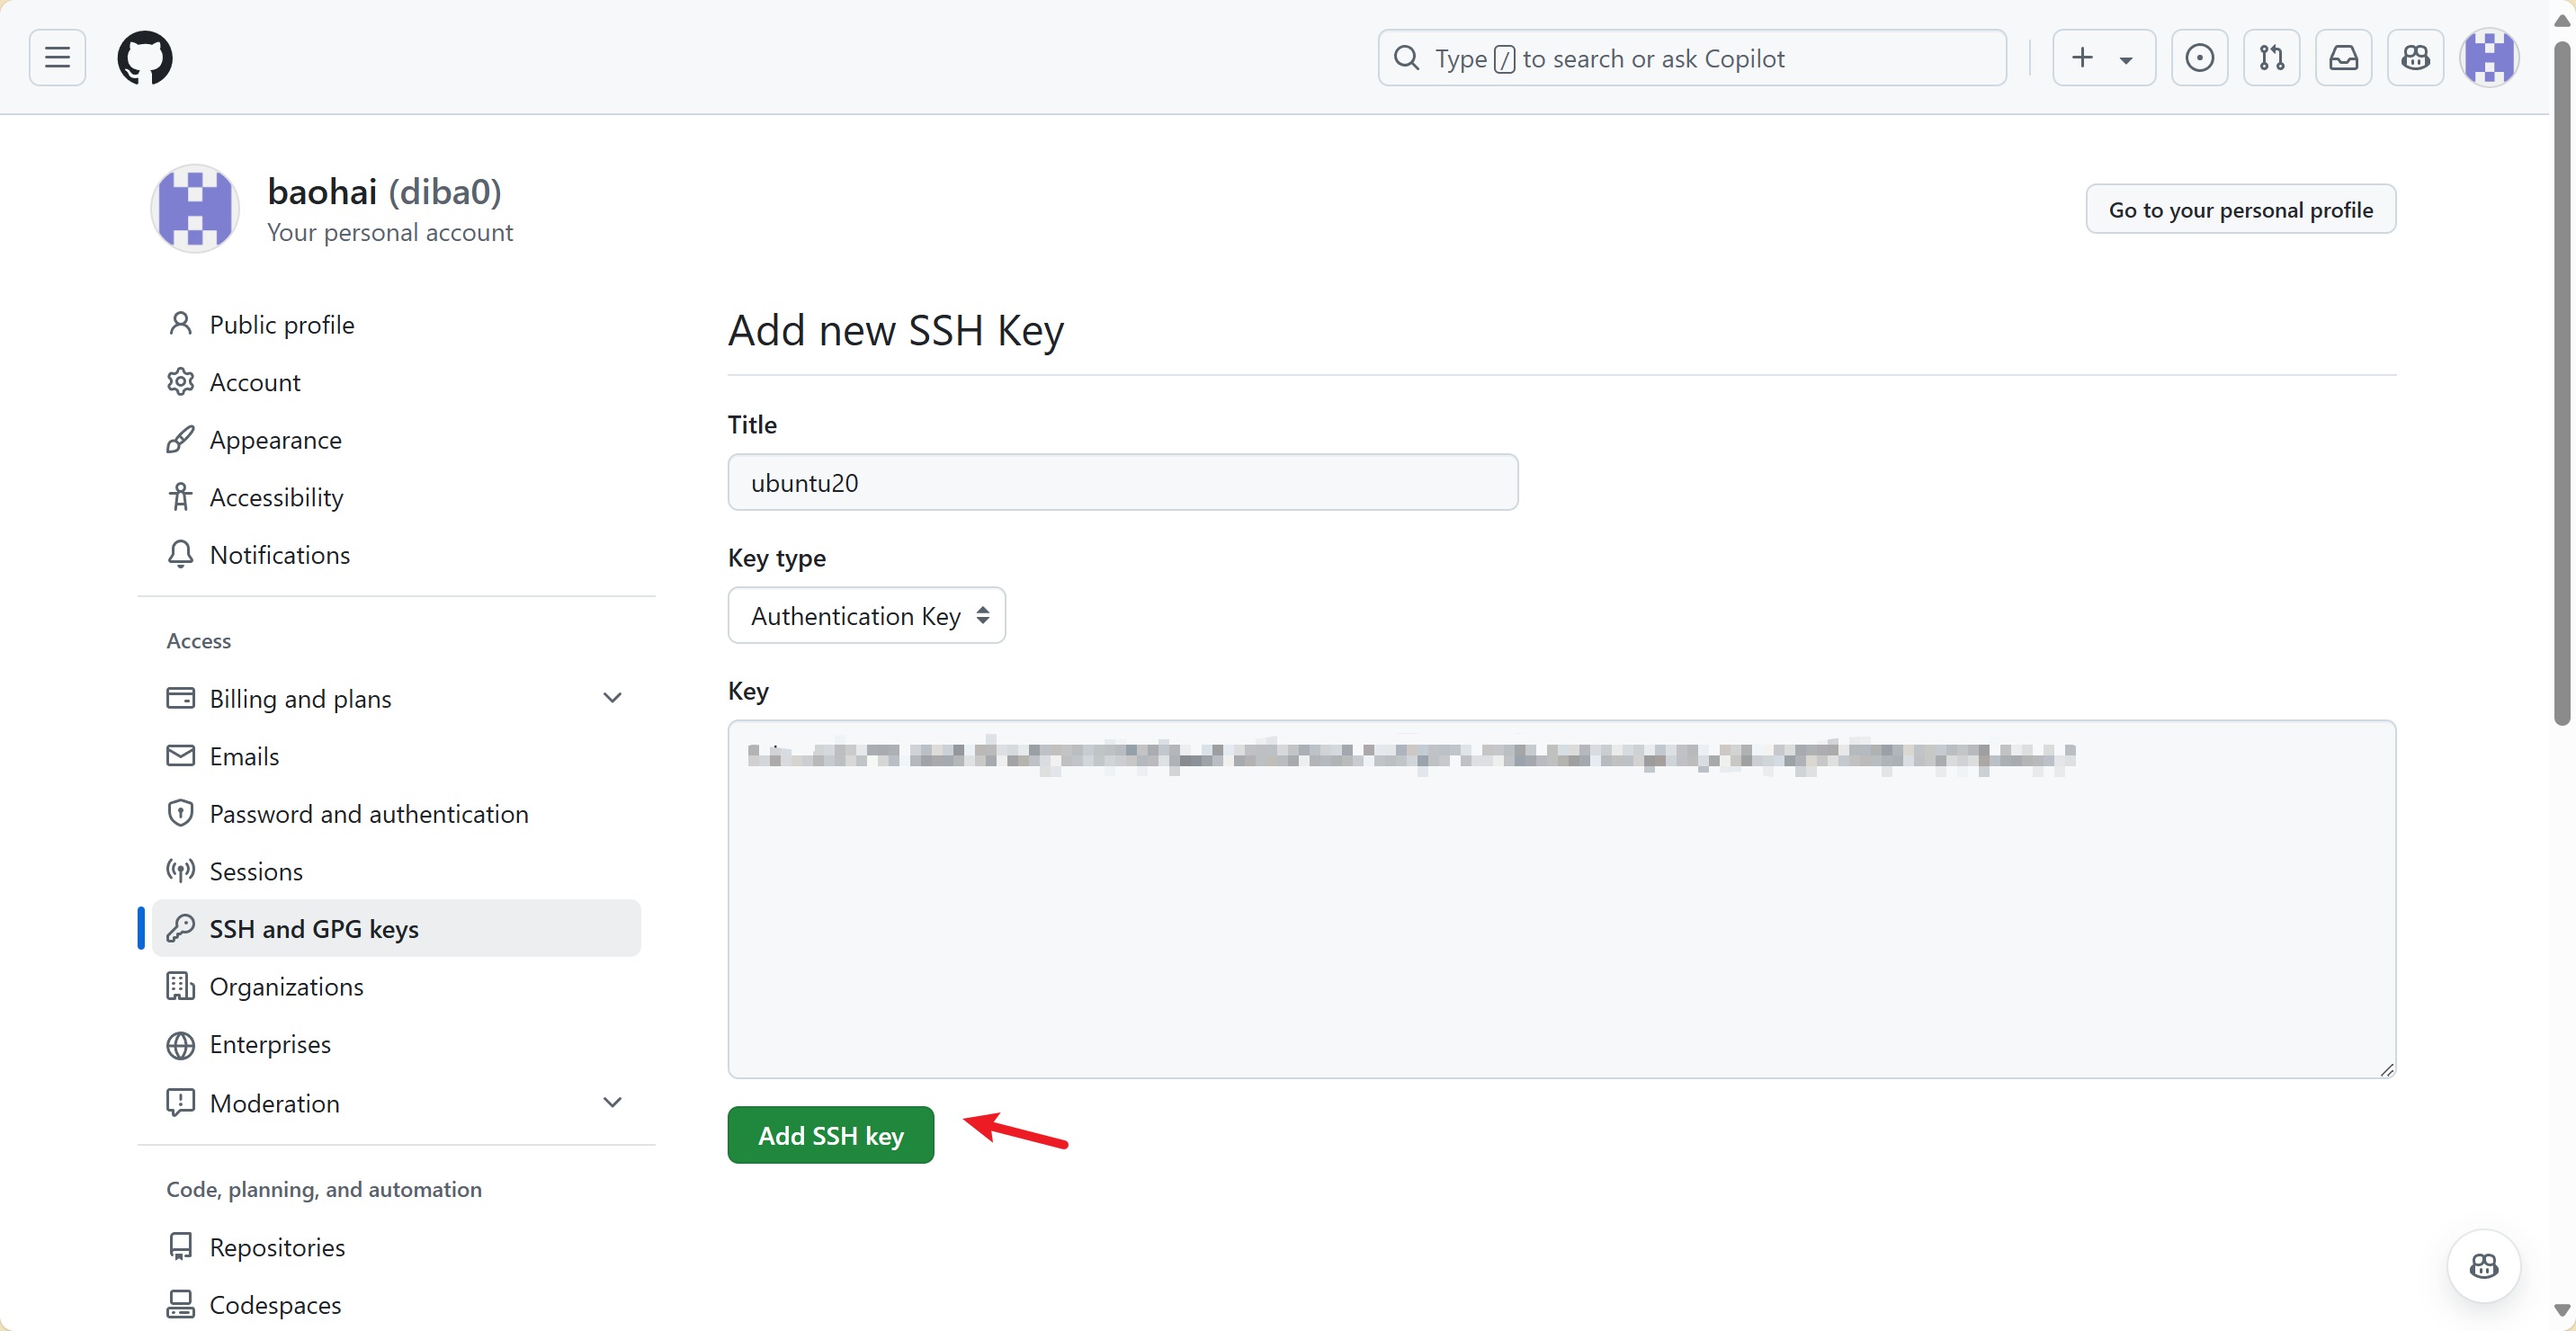 Type / to search or ask Copilot
baohai (diba0)
Your personal account
Go to your personal profile
Public profile
Account
Appearance
Accessibility
Notifications
Access
Billing and plans
Emails
Password and authentication
Sessions
SSH and GPG keys
Organizations
Enterprises
Moderation
Code, planning, and automation
Repositories
Codespaces
Add new SSH Key
Title
ubuntu20
Key type
Authentication Key
Key
Add SSH key